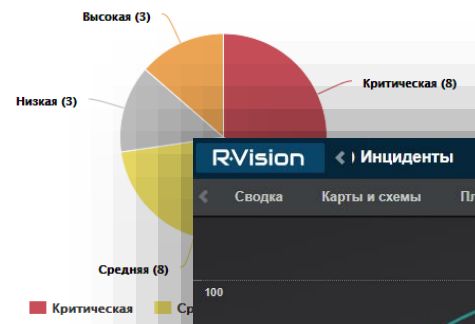 Высокая (3)
Критическая (8)
Низкая (3)
R·Vision
Инциденты
Сводка
Карты и схемы
Средняя (8)
100
Критическая